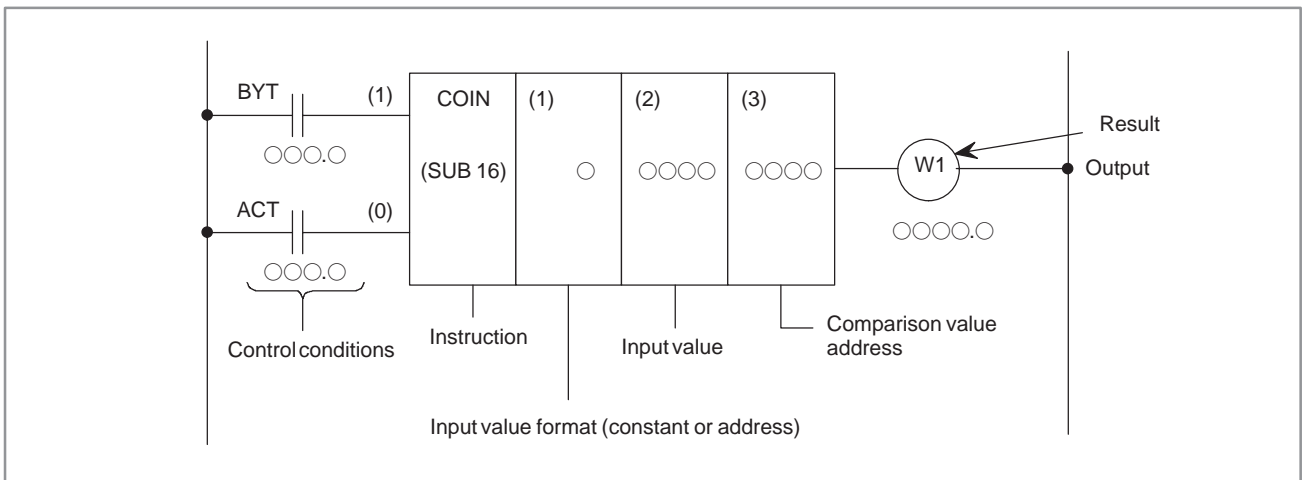 BYT (1) COIN (1) (2) (3)
Result
○○○.○ (SUB 16) ○ ○○○○ ○○○○ W1 Output
ACT (0)
○○○○.○
○○○.○
Control conditions
Instruction
Input value
Comparison value
address
Input value format (constant or address)